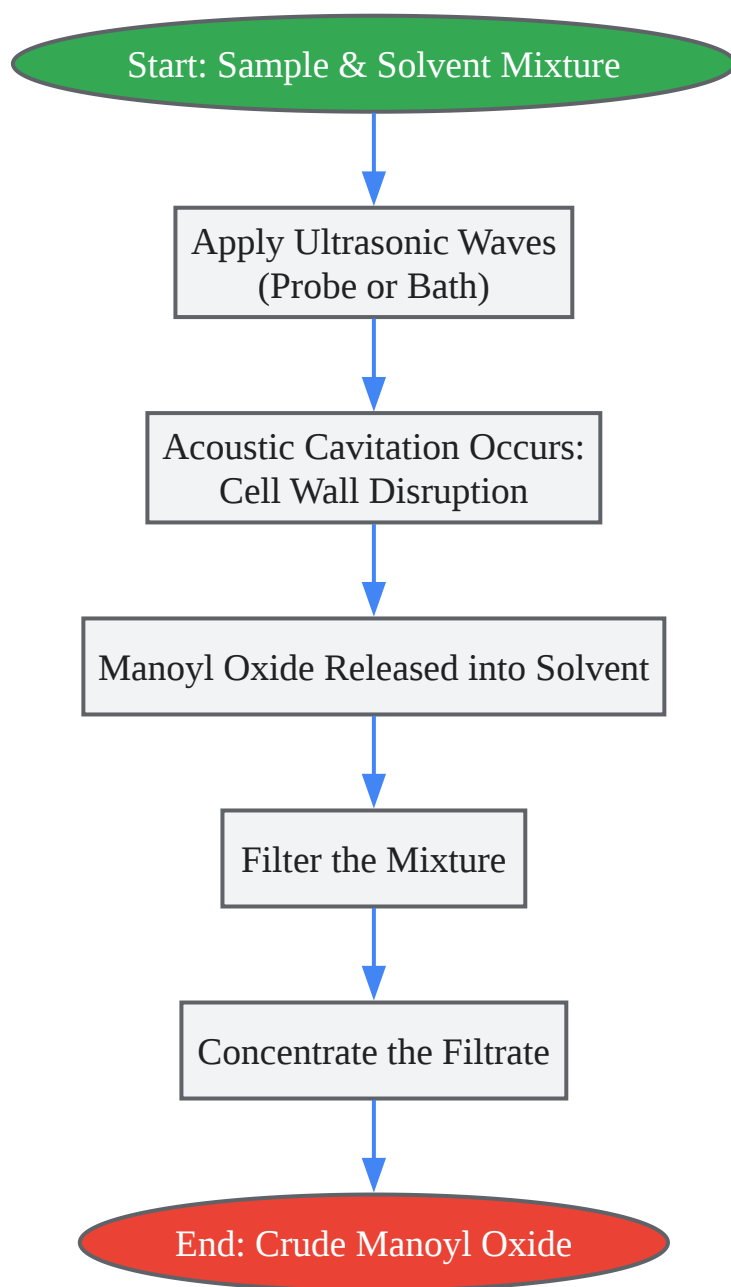 Start: Sample & Solvent Mixture
Apply Ultrasonic Waves
(Probe or Bath)
Acoustic Cavitation Occurs:
Cell Wall Disruption
Manoyl Oxide Released into Solvent
Filter the Mixture
Concentrate the Filtrate
End: Crude Manoyl Oxide